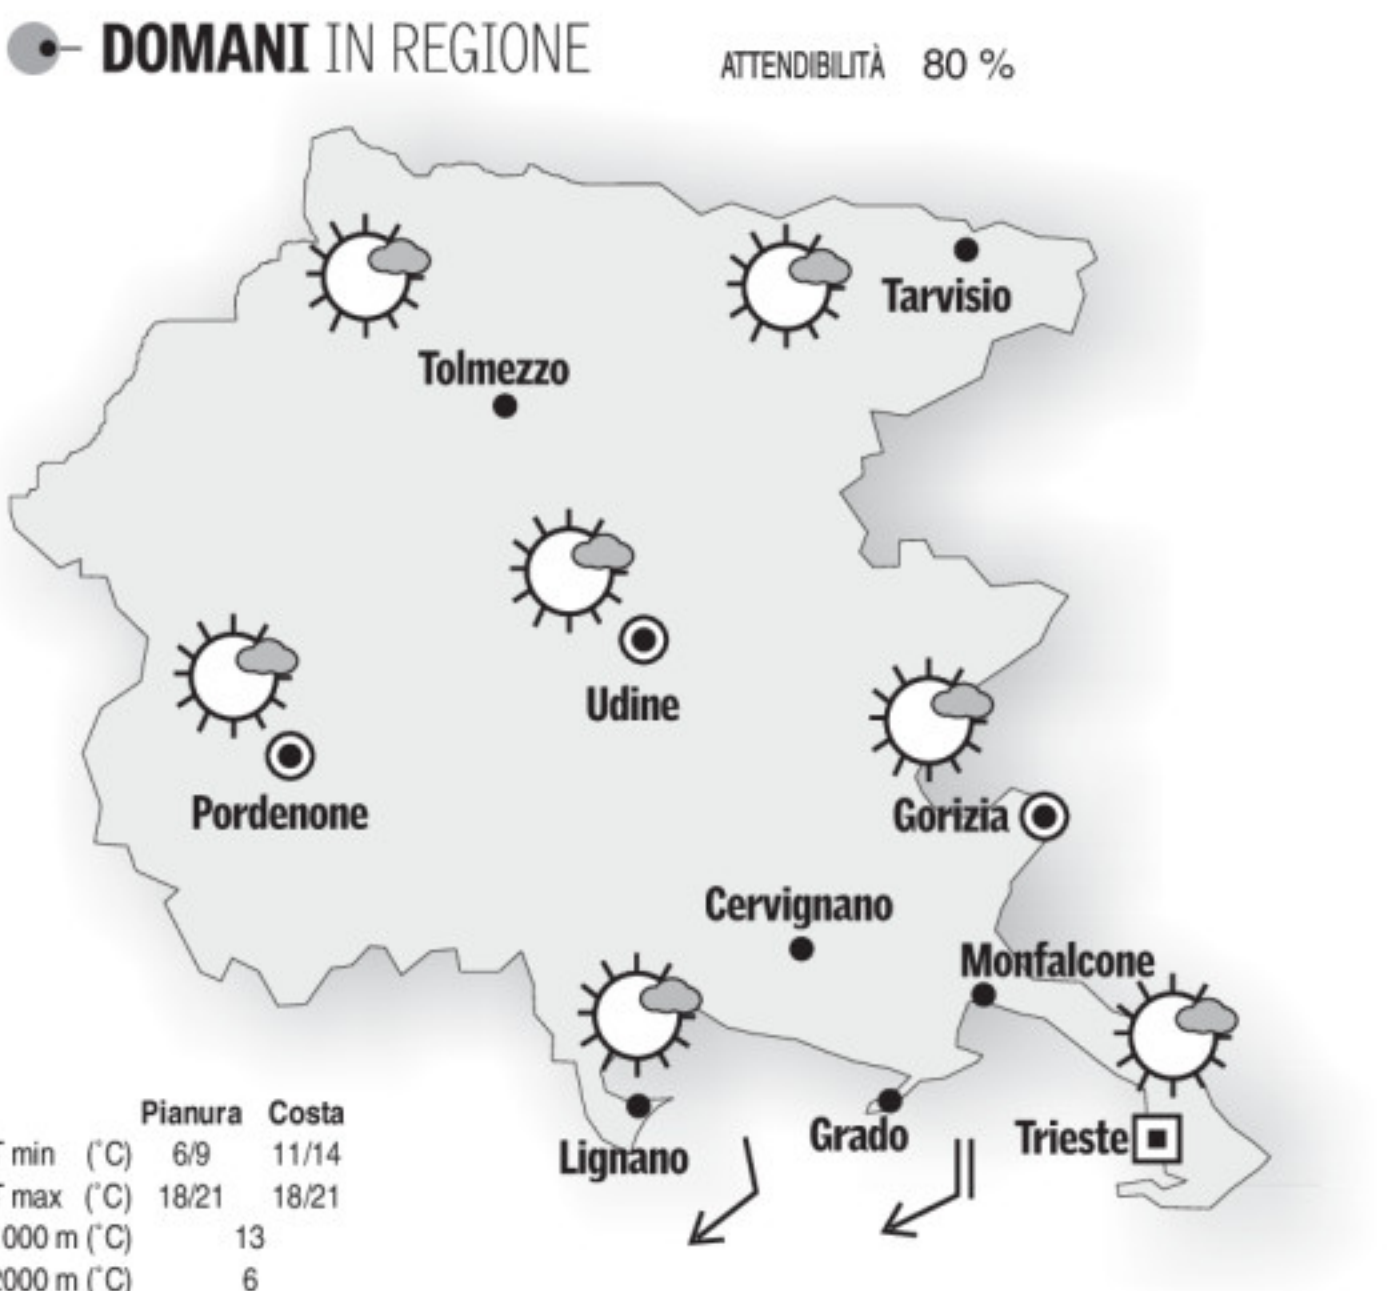 DOMANI IN REGIONE
ATTENDIBILITÀ 80 %
Tarvisio
Tolmezzo
Udine
Pordenone
Gorizia
Cervignano
Monfalcone
Grado
Trieste
Lignano
Pianura Costa
T min (°C) 6/9 11/14
T max (°C) 18/21 18/21
000 m (°C) 13
2000 m (°C) 6